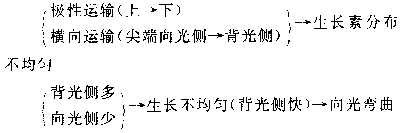 极性运输(上→下)
横向运输(尖端向光侧→背光侧)
→生长素分布
不均匀
背光侧多
向光侧少
→生长不均匀(背光侧快)→向光弯曲